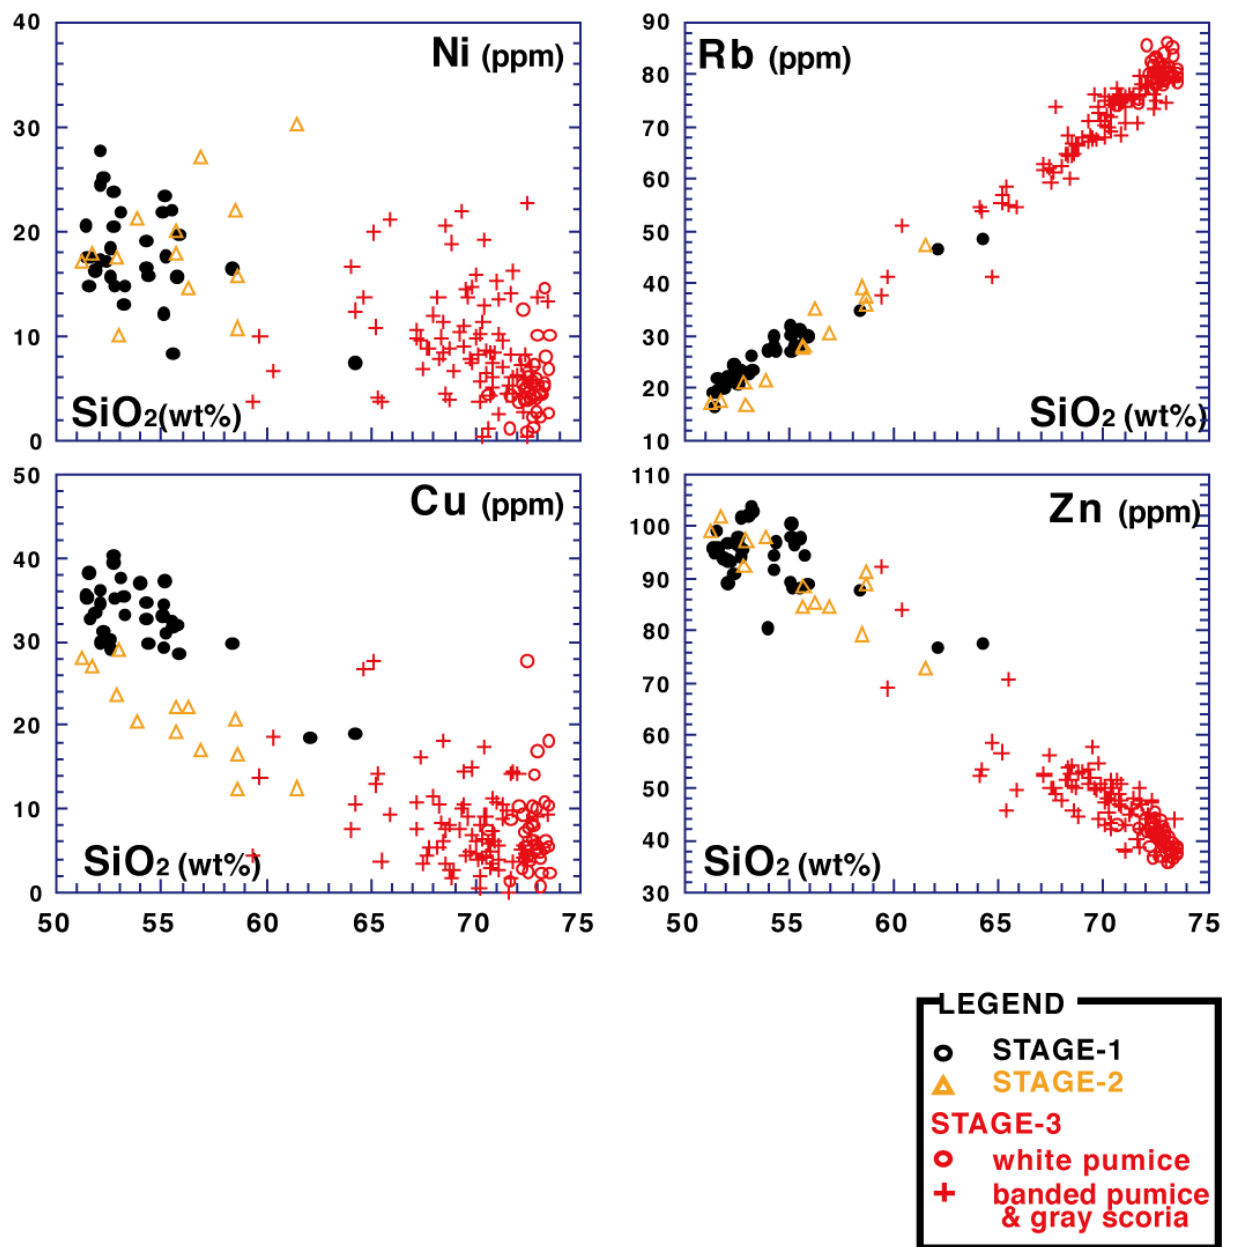 40
30
20
10
0
Ni (ppm)
SiO2(wt%)
90
80
70
60
50
40
30
20
10
Rb (ppm)
SiO2 (wt%)
50
40
30
20
10
0
Cu (ppm)
SiO2 (wt%)
50 55 60 65 70 75
110
100
90
80
70
60
50
40
30
Zn (ppm)
SiO2 (wt%)
50 55 60 65 70 75
LEGEND
STAGE-1
STAGE-2
STAGE-3
white pumice
banded pumice
& gray scoria